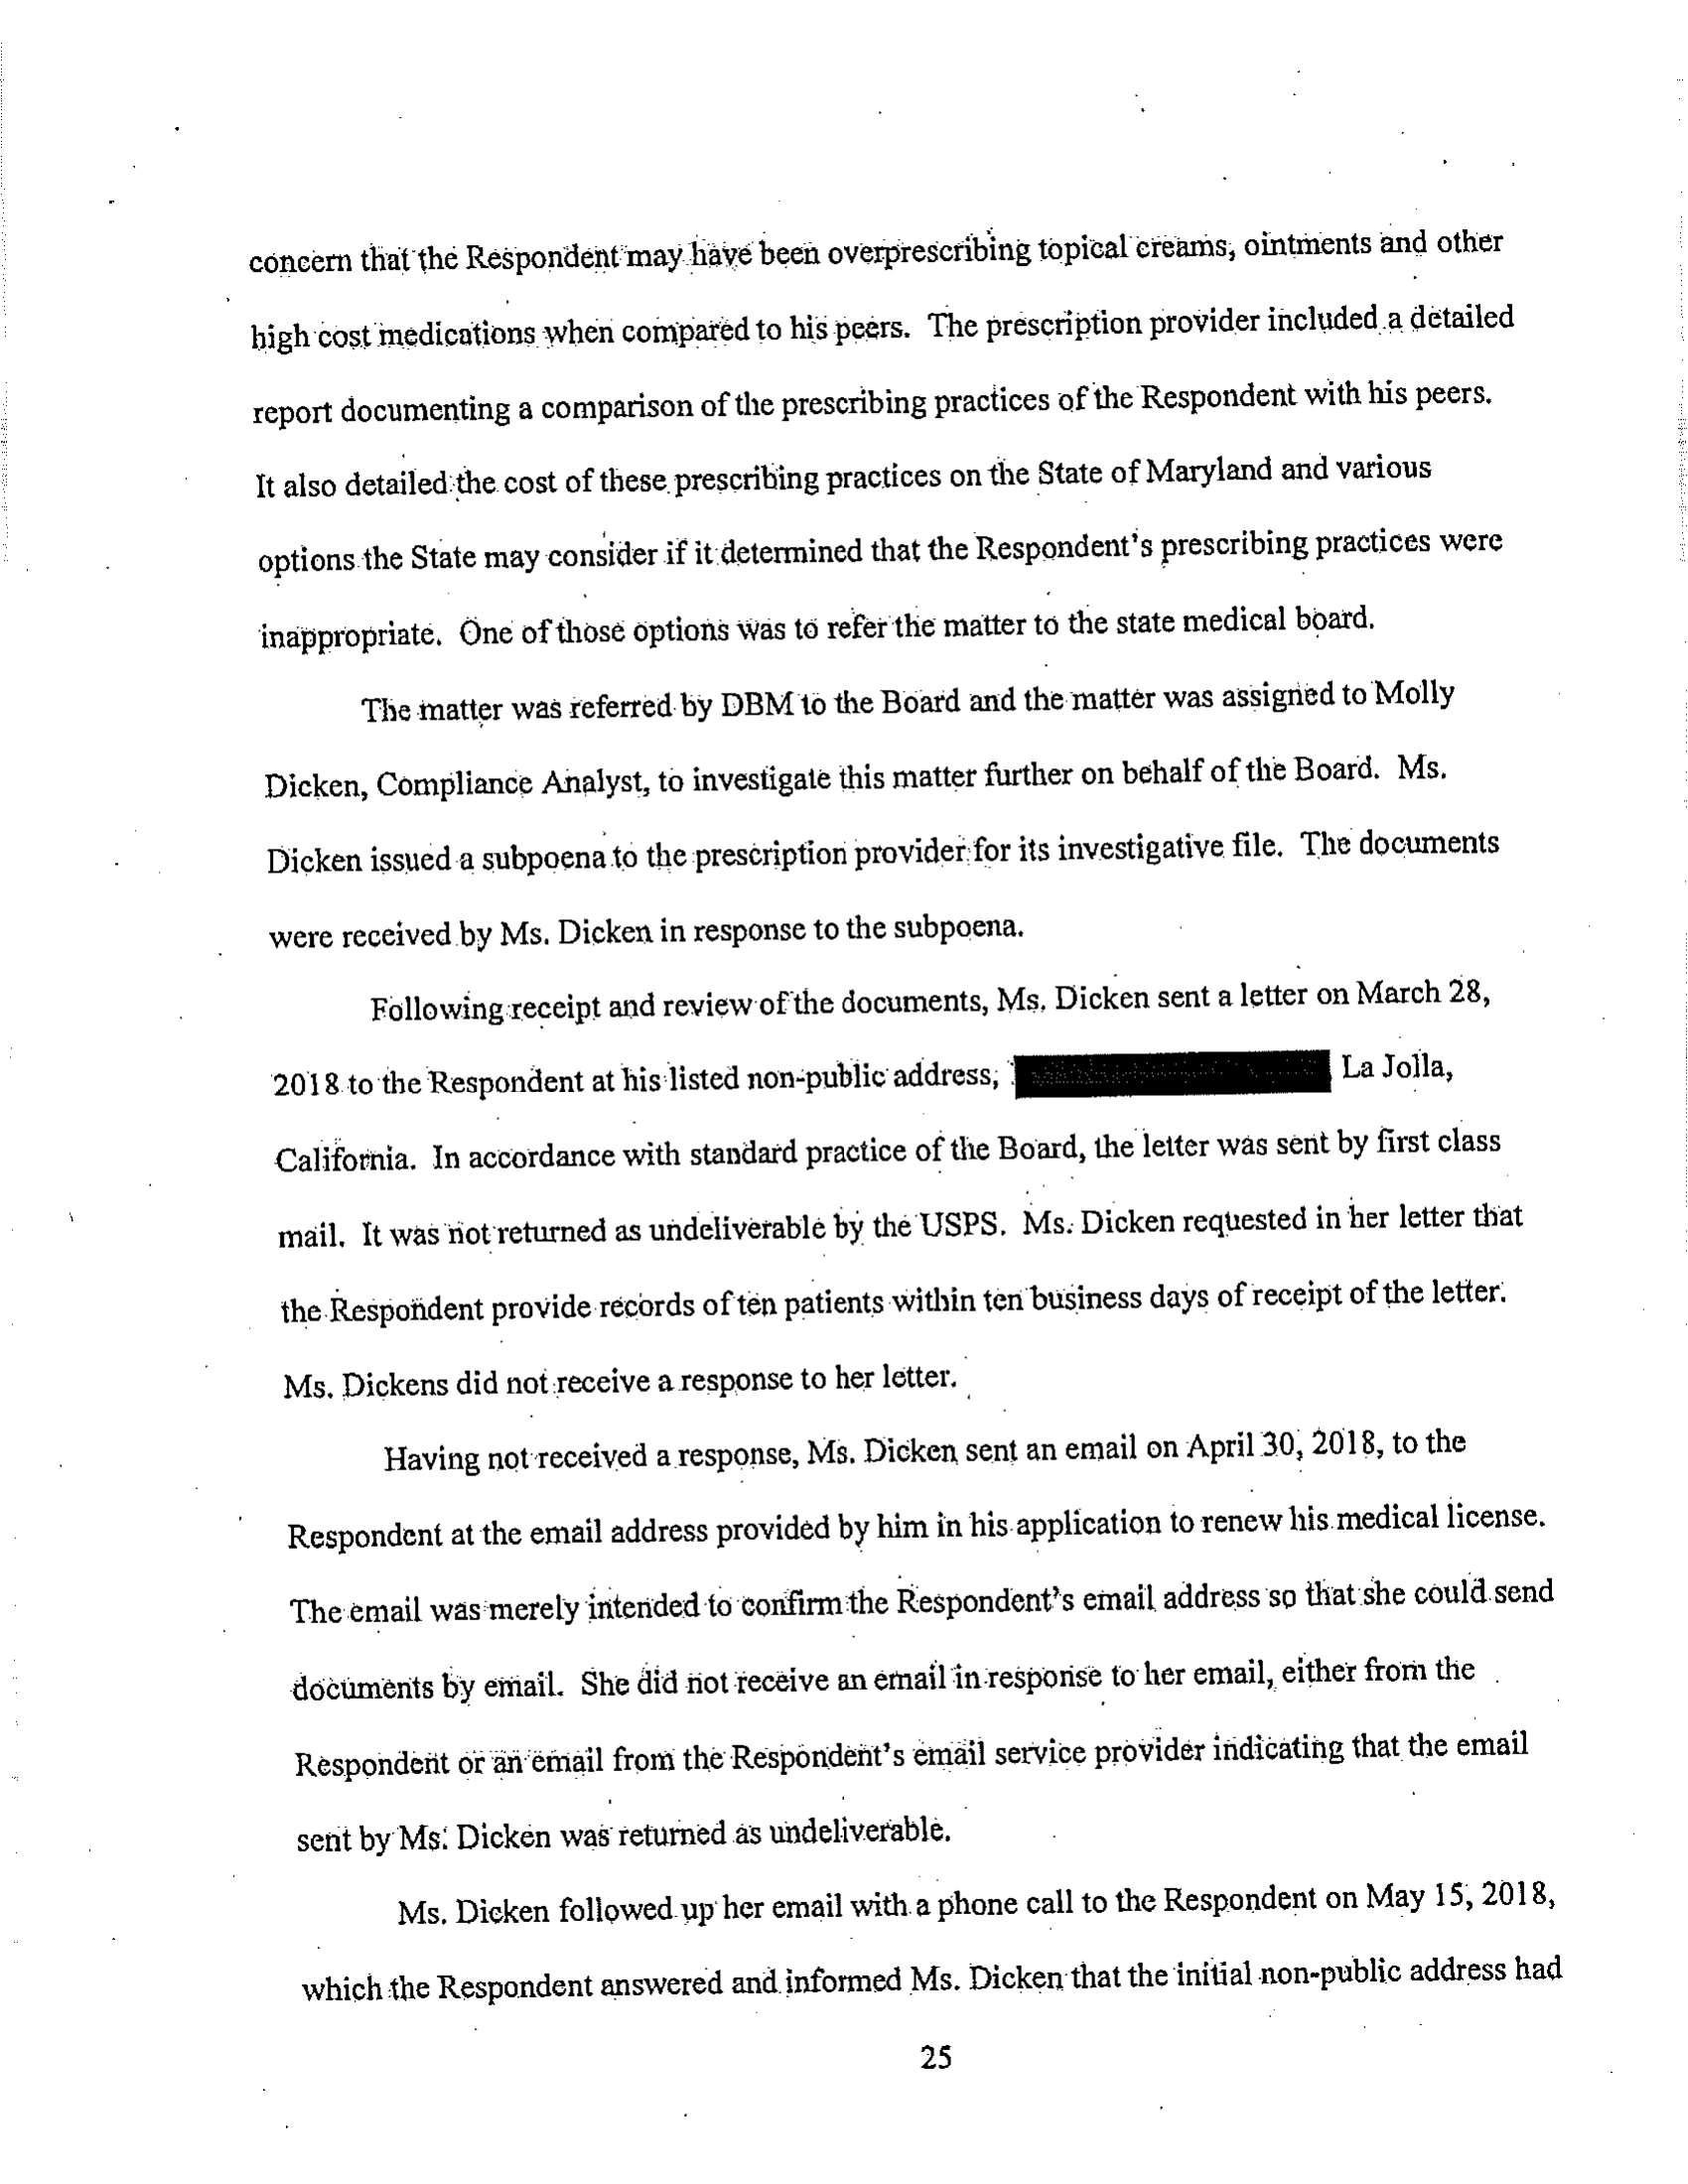 concern that the Respondent may have been overprescribing topical creams, ointments and other
high cost medications when compared to his peers. The prescription provider included a detailed
report documenting a comparison of the prescribing practices of the Respondent with his peers.
It also detailed the cost of these prescribing practices on the State of Maryland and various
options the State may consider if it determined that the Respondent's prescribing practices were
inappropriate. One of those options was to refer the matter to the state medical board.
The matter was referred by DBM to the Board and the matter was assigned to Molly
Dicken, Compliance Analyst, to investigate this matter further on behalf of the Board. Ms.
Dicken issued a subpoena to the prescription provider for its investigative file. The documents
were received by Ms. Dicken in response to the subpoena.
Following receipt and review of the documents, Ms. Dicken sent a letter on March 28,
2018 to the Respondent at his listed non-public address, La Jolla,
California. In accordance with standard practice of the Board, the letter was sent by first class
mail. It was not returned as undeliverable by the USPS. Ms. Dicken requested in her letter that
the Respondent provide records of ten patients within ten business days of receipt of the letter.
Ms. Dickens did not receive a response to her letter.
Having not received a response, Ms. Dicken sent an email on April 30, 2018, to the
Respondent at the email address provided by him in his application to renew his medical license.
The email was merely intended to confirm the Respondent's email address so that she could send
documents by email. She did not receive an email in response to her email, either from the
Respondent or an email from the Respondent's email service provider indicating that the email
sent by Ms. Dicken was returned as undeliverable.
Ms. Dicken followed up her email with a phone call to the Respondent on May 15, 2018,
which the Respondent answered and informed Ms. Dicken that the initial non-public address had
25